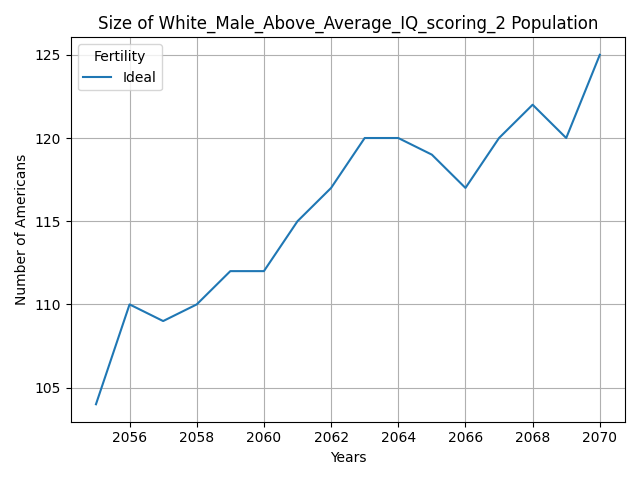 Size of White_Male_Above_Average_IQ_scoring_2 Population
Fertility
Ideal
125
120
115
110
105
Number of Americans
2056 2058 2060 2062 2064 2066 2068 2070
Years